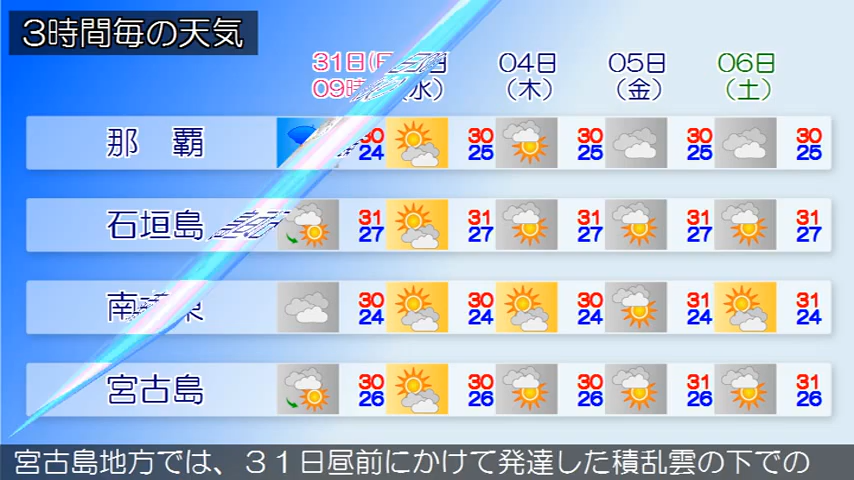 3時間毎の天気
31日(日 04日 05日 06日
09時 (水) (木) (金) (土)
那 覇 30 30 30 30 30
24 25 25 25 25
石垣島 31 31 31 31 31
27 27 27 27 27
南 東 30 30 30 31 31
24 24 24 24 24
宮古島 30 30 30 31 31
26 26 26 26 26
宮古島地方では、31日昼前にかけて発達した積乱雲の下での